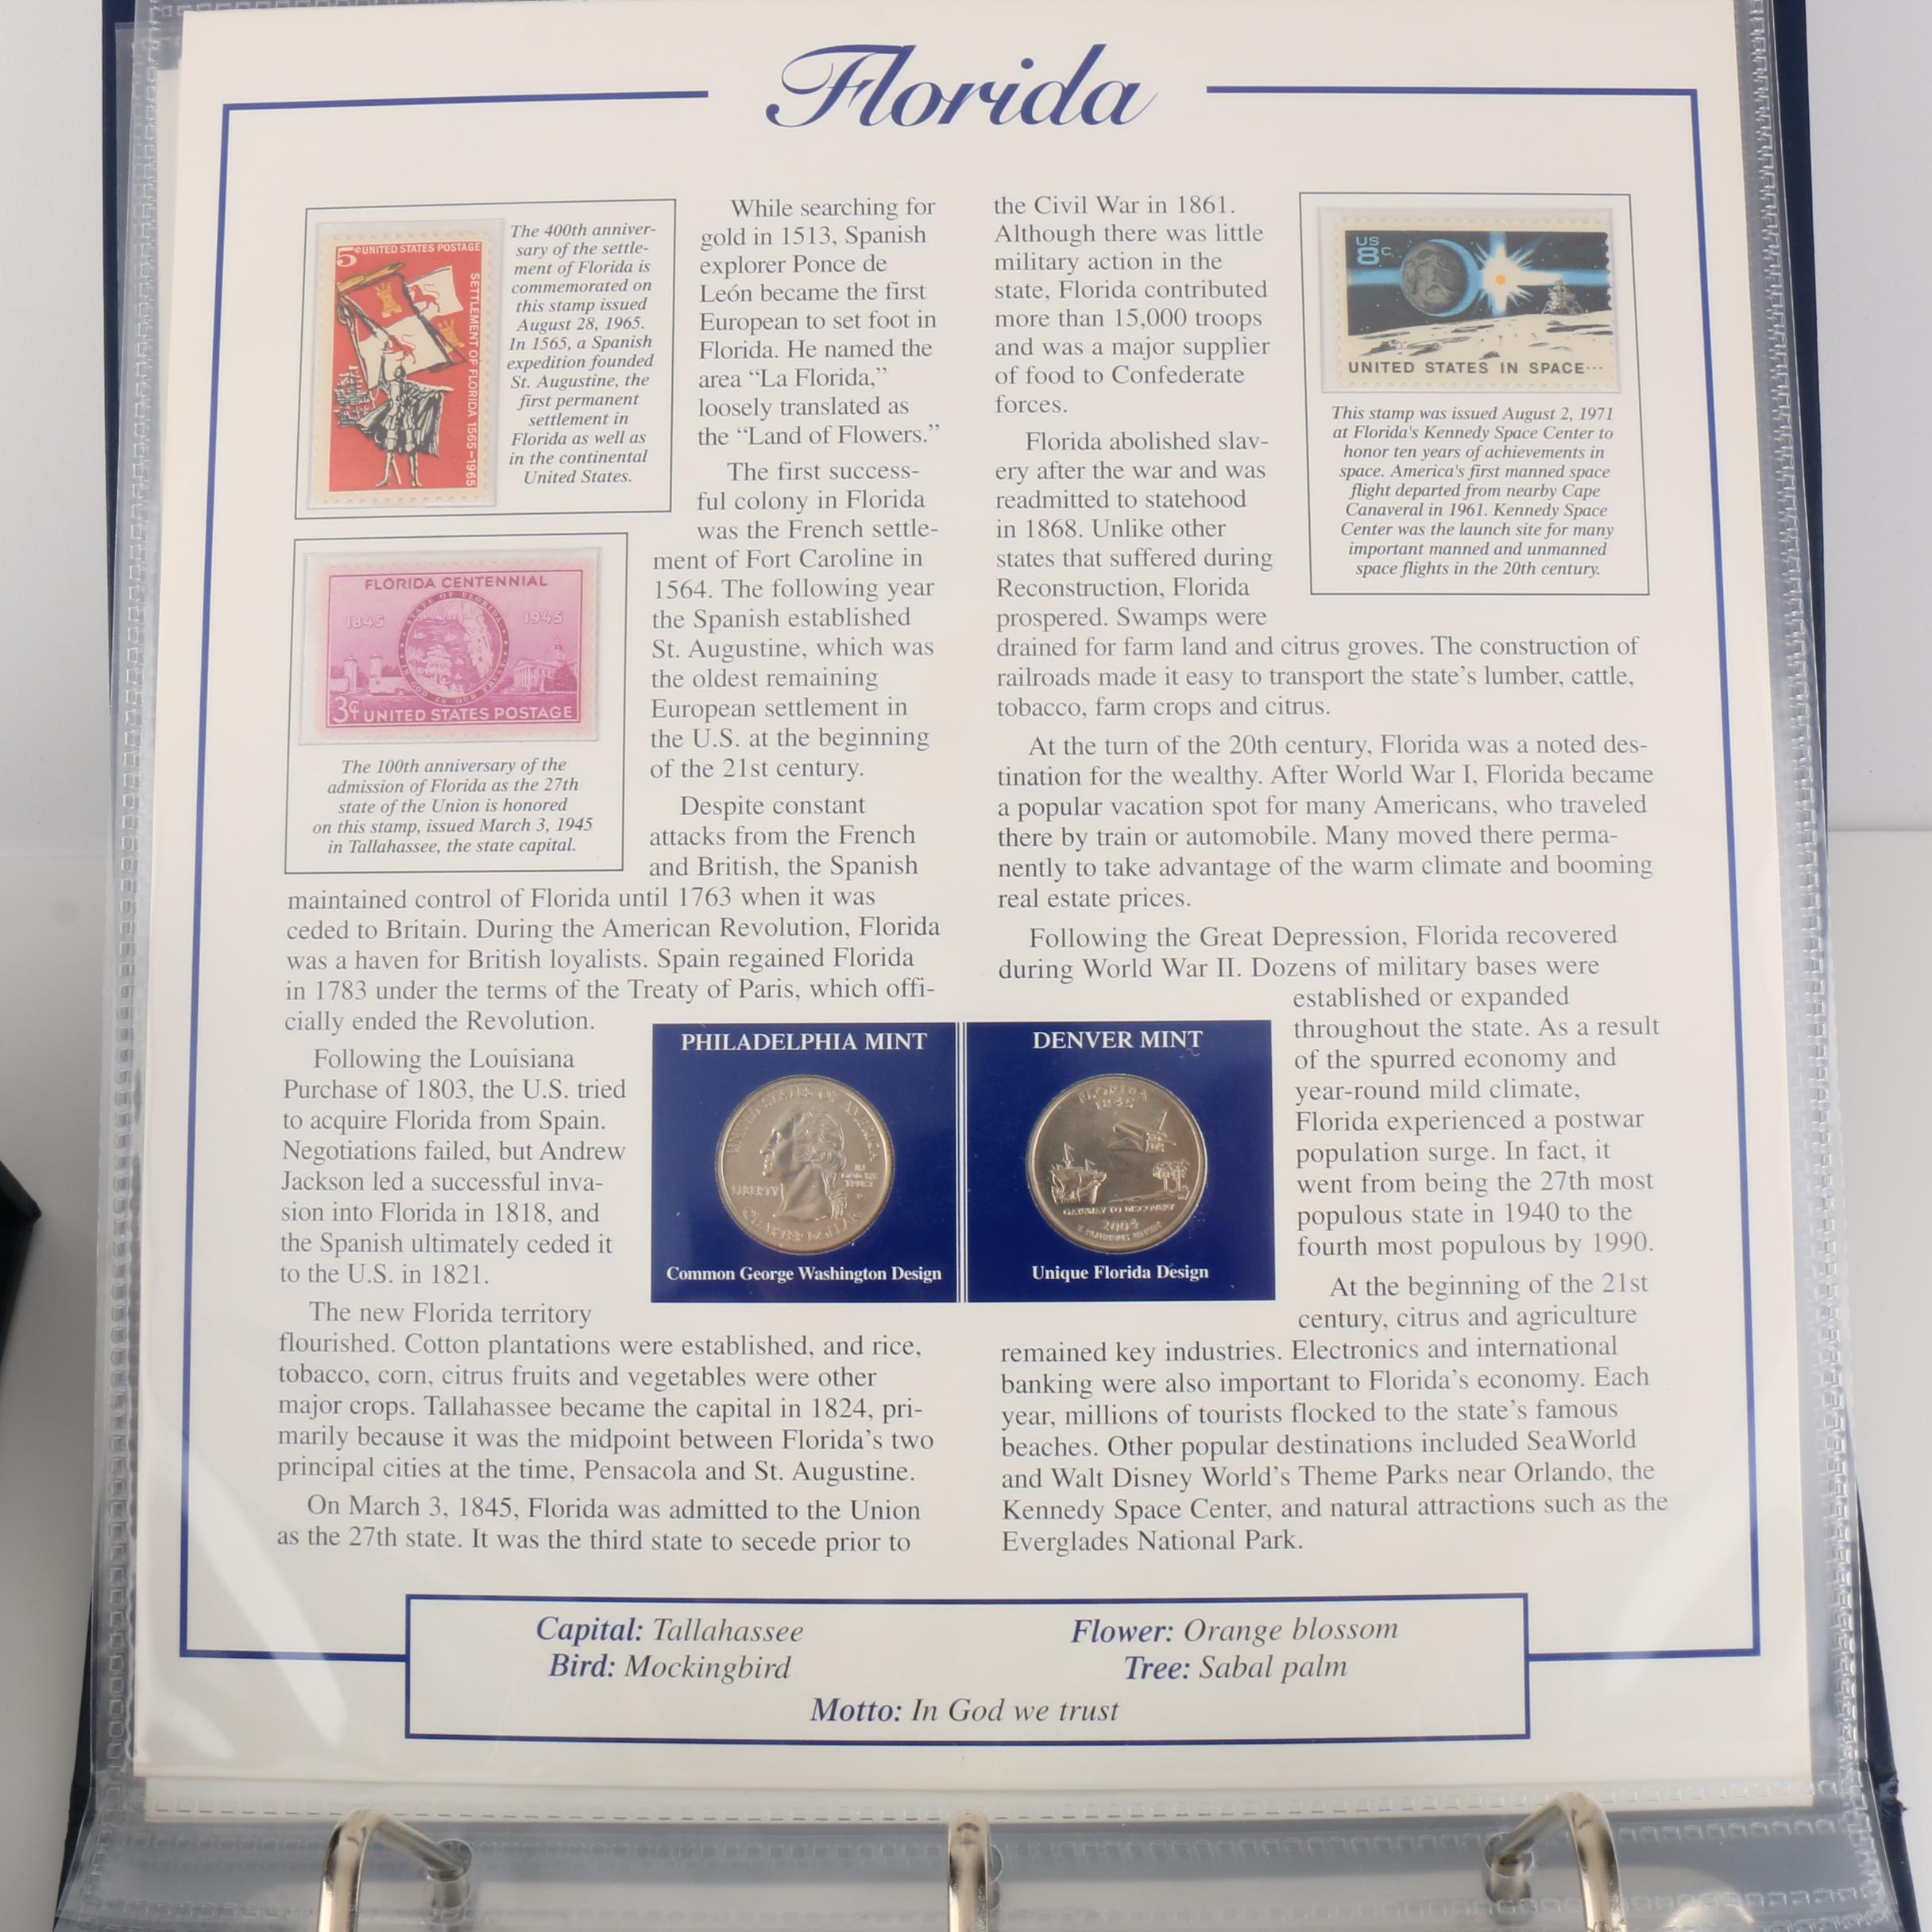 Florida
5¢ UNITED STATES POSTAGE
SETTLEMENT OF FLORIDA 1565-1965
The 400th anniver-
sary of the settle-
ment of Florida is
commemorated on
this stamp issued
August 28, 1965.
In 1565, a Spanish
expedition founded
St. Augustine, the
first permanent
settlement in
Florida as well as
in the continental
United States.
FLORIDA CENTENNIAL
1845 1945
STATE OF FLORIDA
3¢ UNITED STATES POSTAGE
The 100th anniversary of the
admission of Florida as the 27th
state of the Union is honored
on this stamp, issued March 3, 1945
in Tallahassee, the state capital.
While searching for
gold in 1513, Spanish
explorer Ponce de
León became the first
European to set foot in
Florida. He named the
area “La Florida,”
loosely translated as
the “Land of Flowers.”
The first success-
ful colony in Florida
was the French settle-
ment of Fort Caroline in
1564. The following year
the Spanish established
St. Augustine, which was
the oldest remaining
European settlement in
the U.S. at the beginning
of the 21st century.
Despite constant
attacks from the French
and British, the Spanish
maintained control of Florida until 1763 when it was
ceded to Britain. During the American Revolution, Florida
was a haven for British loyalists. Spain regained Florida
in 1783 under the terms of the Treaty of Paris, which offi-
cially ended the Revolution.
Following the Louisiana
Purchase of 1803, the U.S. tried
to acquire Florida from Spain.
Negotiations failed, but Andrew
Jackson led a successful inva-
sion into Florida in 1818, and
the Spanish ultimately ceded it
to the U.S. in 1821.
The new Florida territory
flourished. Cotton plantations were established, and rice,
tobacco, corn, citrus fruits and vegetables were other
major crops. Tallahassee became the capital in 1824, pri-
marily because it was the midpoint between Florida’s two
principal cities at the time, Pensacola and St. Augustine.
On March 3, 1845, Florida was admitted to the Union
as the 27th state. It was the third state to secede prior to
the Civil War in 1861.
Although there was little
military action in the
state, Florida contributed
more than 15,000 troops
and was a major supplier
of food to Confederate
forces.
Florida abolished slav-
ery after the war and was
readmitted to statehood
in 1868. Unlike other
states that suffered during
Reconstruction, Florida
prospered. Swamps were
drained for farm land and citrus groves. The construction of
railroads made it easy to transport the state’s lumber, cattle,
tobacco, farm crops and citrus.
At the turn of the 20th century, Florida was a noted des-
tination for the wealthy. After World War I, Florida became
a popular vacation spot for many Americans, who traveled
there by train or automobile. Many moved there perma-
nently to take advantage of the warm climate and booming
real estate prices.
Following the Great Depression, Florida recovered
during World War II. Dozens of military bases were
established or expanded
throughout the state. As a result
of the spurred economy and
year-round mild climate,
Florida experienced a postwar
population surge. In fact, it
went from being the 27th most
populous state in 1940 to the
fourth most populous by 1990.
At the beginning of the 21st
century, citrus and agriculture
remained key industries. Electronics and international
banking were also important to Florida’s economy. Each
year, millions of tourists flocked to the state’s famous
beaches. Other popular destinations included SeaWorld
and Walt Disney World’s Theme Parks near Orlando, the
Kennedy Space Center, and natural attractions such as the
Everglades National Park.
US
8c
UNITED STATES IN SPACE...
This stamp was issued August 2, 1971
at Florida's Kennedy Space Center to
honor ten years of achievements in
space. America's first manned space
flight departed from nearby Cape
Canaveral in 1961. Kennedy Space
Center was the launch site for many
important manned and unmanned
space flights in the 20th century.
PHILADELPHIA MINT
UNITED STATES OF AMERICA
LIBERTY
IN
GOD WE
TRUST
P
QUARTER DOLLAR
Common George Washington Design
DENVER MINT
FLORIDA
1845
GATEWAY TO DISCOVERY
2004
E PLURIBUS UNUM
Unique Florida Design
Capital: Tallahassee
Flower: Orange blossom
Bird: Mockingbird
Tree: Sabal palm
Motto: In God we trust